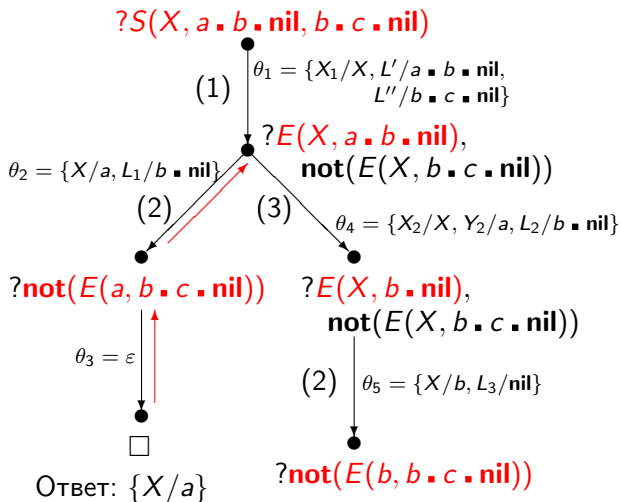 ?S(X, a ▪ b ▪ nil, b ▪ c ▪ nil)
θ₁ = {X₁/X, L′/a ▪ b ▪ nil,
L″/b ▪ c ▪ nil}
(1)
?E(X, a ▪ b ▪ nil),
not(E(X, b ▪ c ▪ nil))
θ₂ = {X/a, L₁/b ▪ nil}
(2)
(3)
θ₄ = {X₂/X, Y₂/a, L₂/b ▪ nil}
?not(E(a, b ▪ c ▪ nil))
?E(X, b ▪ nil),
not(E(X, b ▪ c ▪ nil))
θ₃ = ε
(2)
θ₅ = {X/b, L₃/nil}
□
Ответ: {X/a}
?not(E(b, b ▪ c ▪ nil))